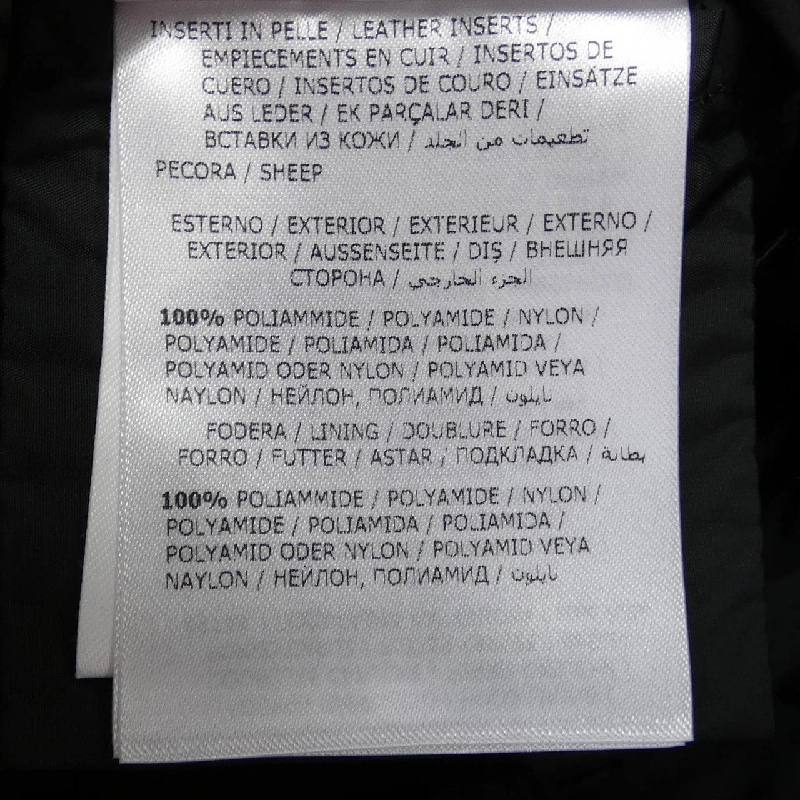 INSERTI IN PELLE / LEATHER INSERTS /
EMPIECEMENTS EN CUIR / INSERTOS DE
CUERO / INSERTOS DE COURO / EINSÄTZE
AUS LEDER / EK PARÇALAR DERI /
ВСТАВКИ ИЗ КОЖИ / تطعيمات من الجلد
PECORA / SHEEP
ESTERNO / EXTERIOR / EXTERIEUR / EXTERNO /
EXTERIOR / AUSSENSEITE / DIŞ / ВНЕШНЯЯ
СТОРОНА / الجزء الخارجي
100% POLIAMMIDE / POLYAMIDE / NYLON /
POLYAMIDE / POLIAMIDA / POLIAMIDA /
POLYAMID ODER NYLON / POLYAMID VEYA
NAYLON / НЕЙЛОН, ПОЛИАМИД / نايلون
FODERA / LINING / DOUBLURE / FORRO /
FORRO / FUTTER / ASTAR / ПОДКЛАДКА / بطانة
100% POLIAMMIDE / POLYAMIDE / NYLON /
POLYAMIDE / POLIAMIDA / POLIAMIDA /
POLYAMID ODER NYLON / POLYAMID VEYA
NAYLON / НЕЙЛОН, ПОЛИАМИД / نايلون